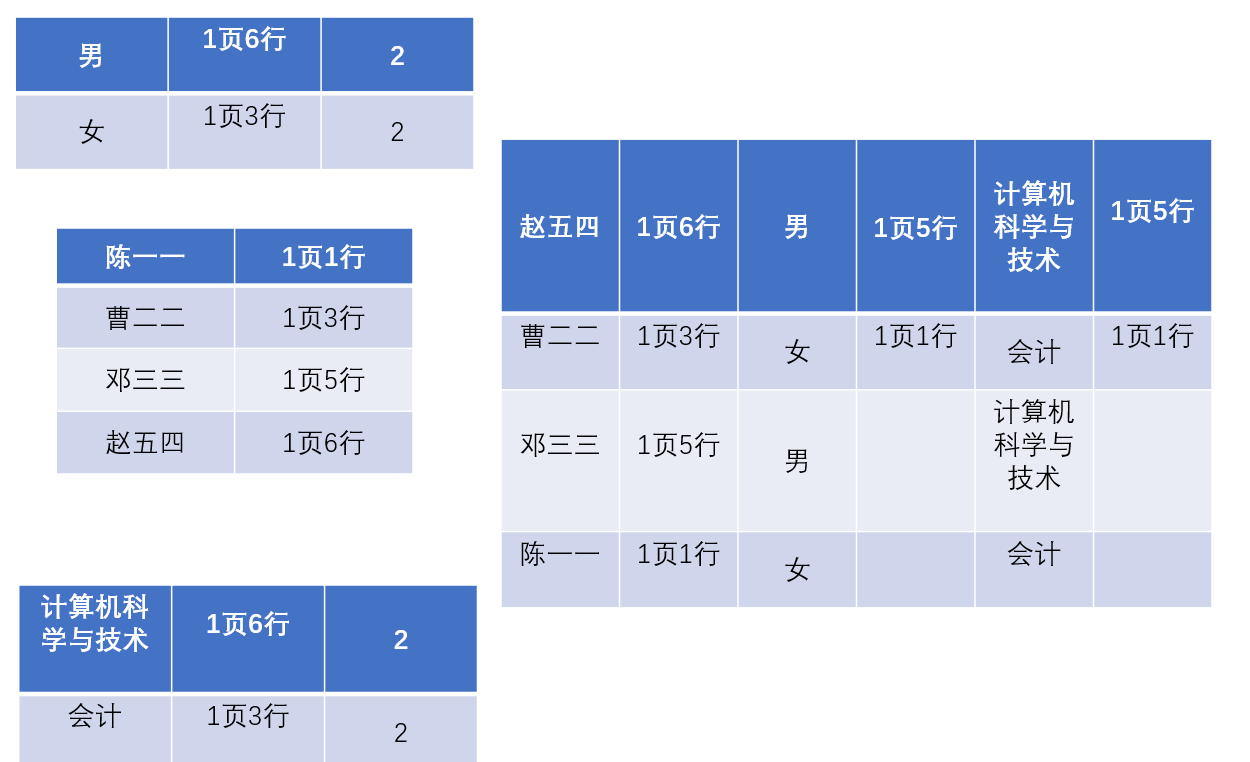 男 1页6行 2
女 1页3行 2
陈一一 1页1行
曹二二 1页3行
邓三三 1页5行
赵五四 1页6行
计算机科
学与技术 1页6行 2
会计 1页3行 2
赵五四 1页6行 男 1页5行 计算机
科学与
技术 1页5行
曹二二 1页3行 女 1页1行 会计 1页1行
邓三三 1页5行 男 计算机
科学与
技术
陈一一 1页1行 女 会计